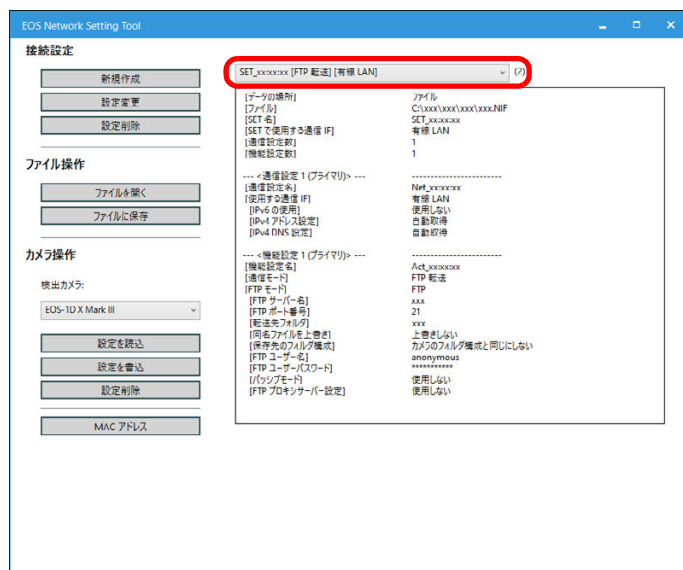 EOS Network Setting Tool
接続設定
新規作成
設定変更
設定削除
ファイル操作
ファイルを開く
ファイルに保存
カメラ操作
検出カメラ:
EOS-1D X Mark III
設定を読込
設定を書込
設定削除
MAC アドレス
SET_xx:xx:xx [FTP 転送] [有線 LAN] (2)
[データの場所] ファイル
[ファイル] C:\xxx\xxx\xxx\xxx.NIF
[SET 名] SET_xx:xx:xx
[SET で使用する通信 IF] 有線 LAN
[通信設定数] 1
[機能設定数] 1
--- <通信設定 1 (プライマリ)> --- ------------------------
[通信設定名] Net_xx:xx:xx
[使用する通信 IF] 有線 LAN
[IPv6 の使用] 使用しない
[IPv4 アドレス設定] 自動取得
[IPv4 DNS 設定] 自動取得
--- <機能設定 1 (プライマリ)> --- ------------------------
[機能設定名] Act_xx:xx:xx
[通信モード] FTP 転送
[FTP モード] FTP
[FTP サーバー名] xxx
[FTP ポート番号] 21
[転送先フォルダ] xxx
[同名ファイルを上書き] 上書きしない
[保存先のフォルダ構成] カメラのフォルダ構成と同じにしない
[FTP ユーザー名] anonymous
[FTP ユーザーパスワード] ***********
[パッシブモード] 使用しない
[FTP プロキシサーバー設定] 使用しない